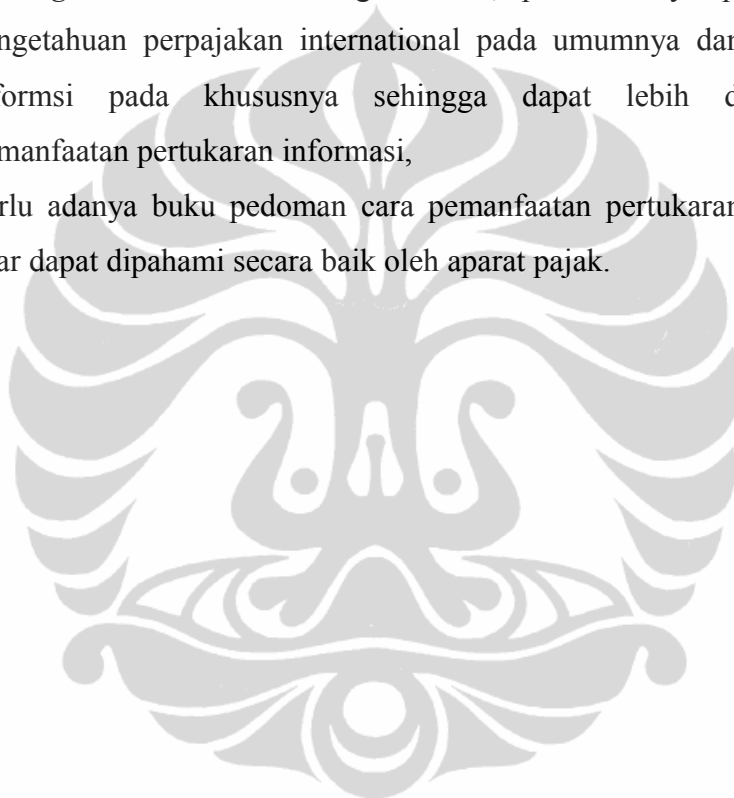 ngetahuan perpajakan international pada umumnya dan
formsi pada khususnya sehingga dapat lebih d
manfaatan pertukaran informasi,
rlu adanya buku pedoman cara pemanfaatan pertukaran
ar dapat dipahami secara baik oleh aparat pajak.